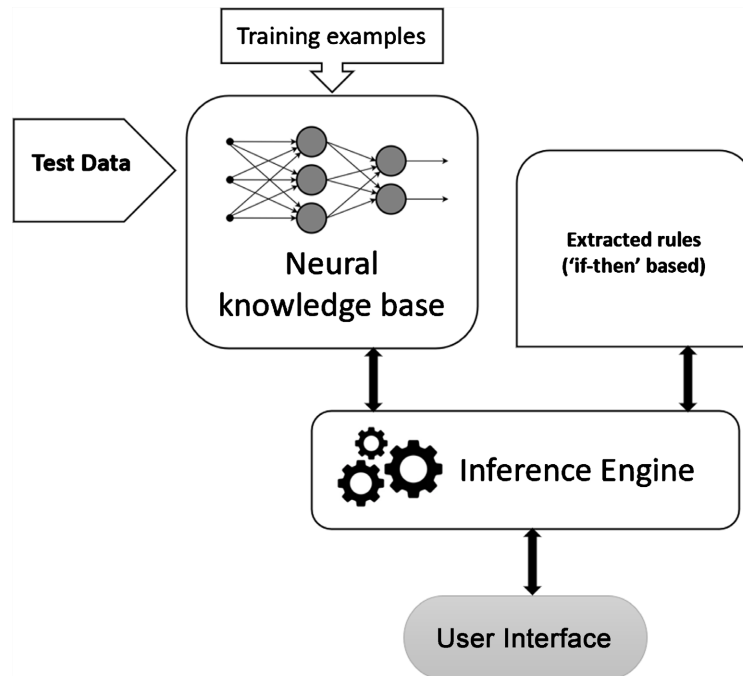 Training examples
Test Data
Neural
knowledge base
Extracted rules
(‘if-then’ based)
Inference Engine
User Interface